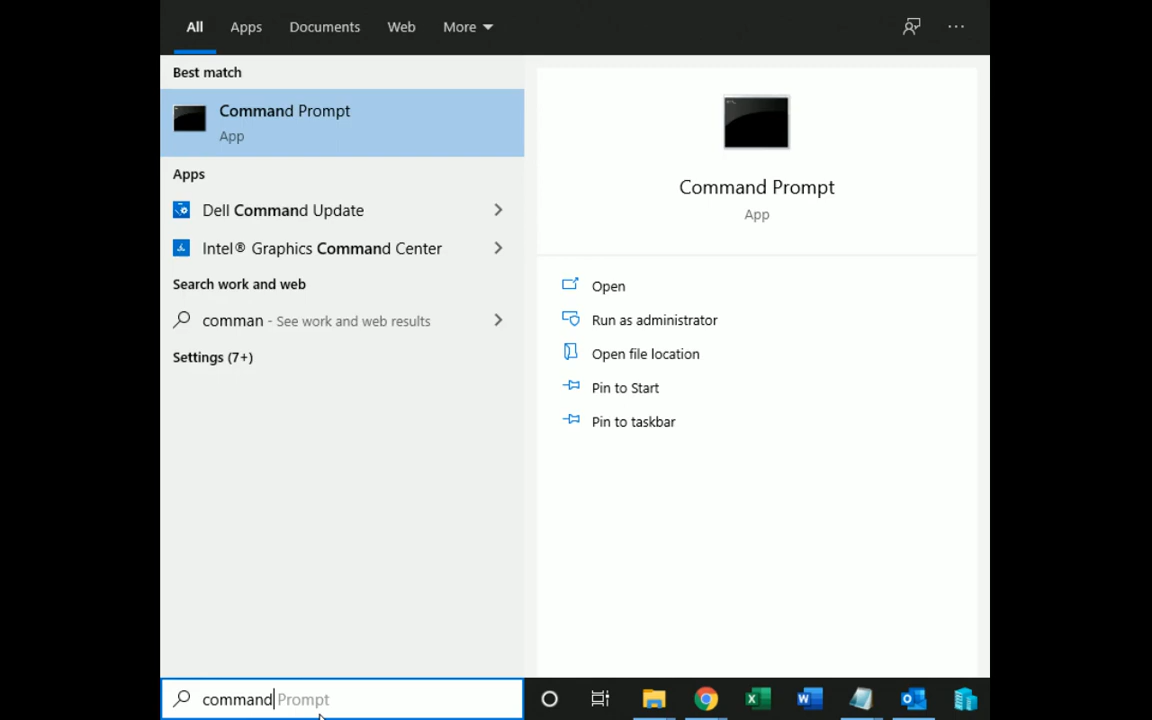 All Apps Documents Web More
Best match
Command Prompt
App
Apps
Dell Command Update
Intel® Graphics Command Center
Search work and web
comman - See work and web results
Settings (7+)
Command Prompt
App
Open
Run as administrator
Open file location
Pin to Start
Pin to taskbar
command Prompt